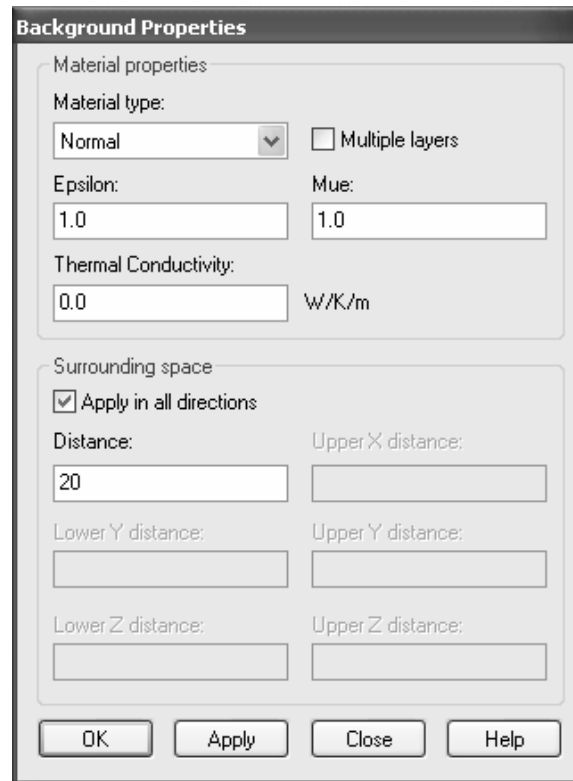 Background Properties
Material properties
Material type:
Normal
Multiple layers
Epsilon:
Mue:
1.0
1.0
Thermal Conductivity:
0.0
W/K/m
Surrounding space
Apply in all directions
Distance:
Upper X distance:
20
Lower Y distance:
Upper Y distance:
Lower Z distance:
Upper Z distance:
OK
Apply
Close
Help